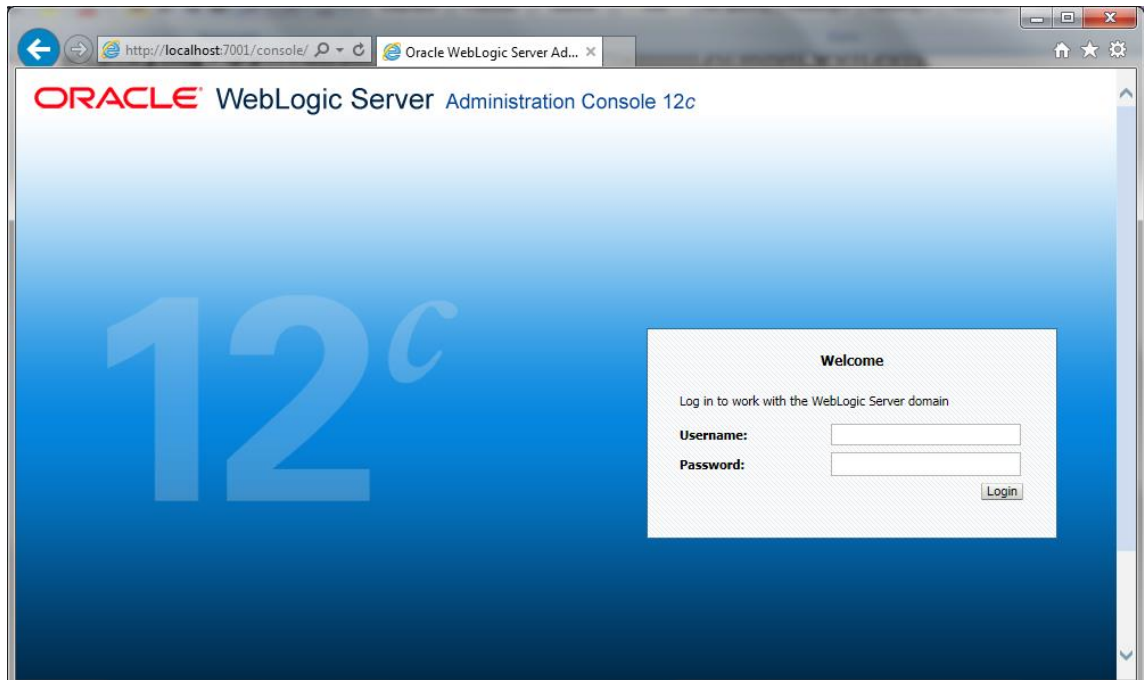 http://localhost:7001/console/
Oracle WebLogic Server Ad...
ORACLE WebLogic Server Administration Console 12c
12c
Welcome
Log in to work with the WebLogic Server domain
Username:
Password:
Login